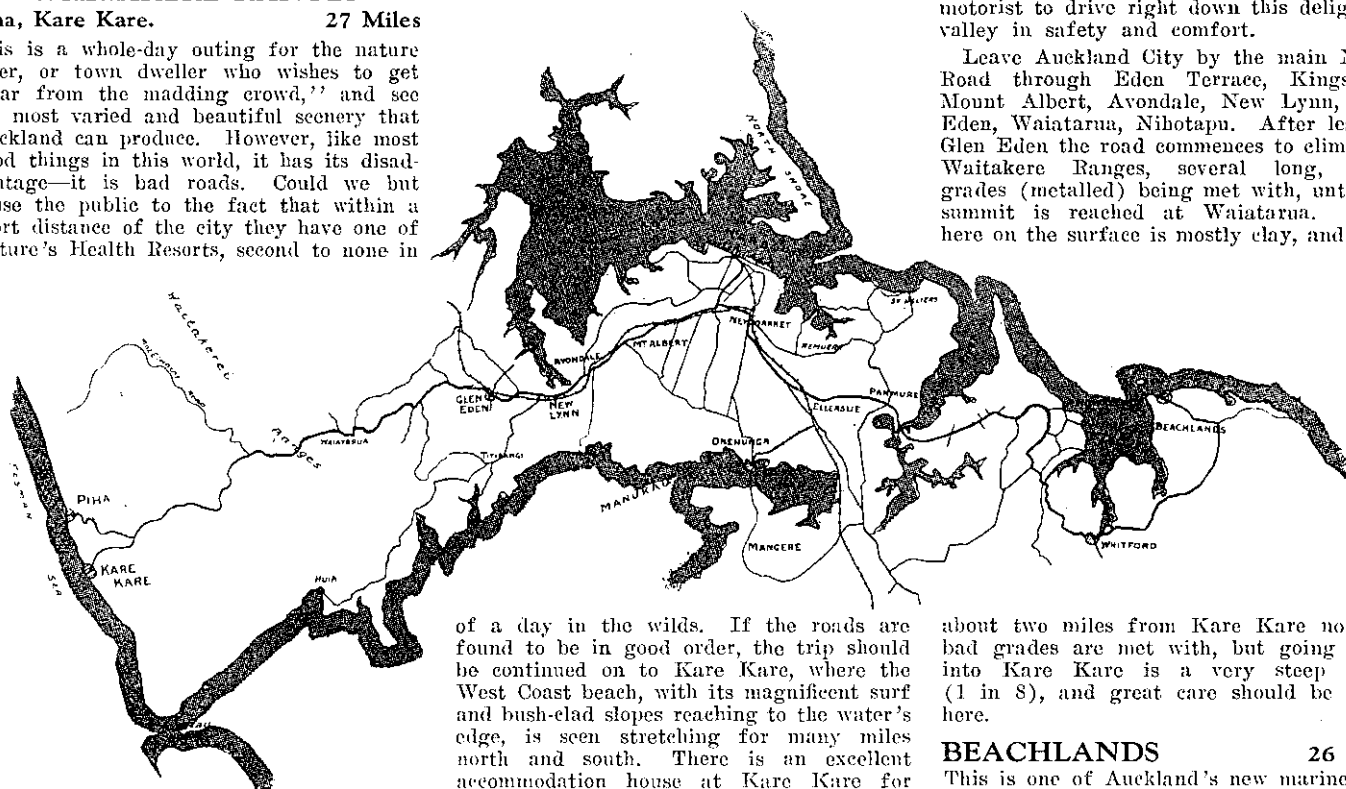 na, Kare Kare. 27 Miles
is is a whole-day outing for the nature
er, or town dweller who wishes to get
ar from the madding crowd,'' and see
most varied and beautiful scenery that
ckland can produce. However, like most
od things in this world, it has its disad-
ntage—it is bad roads. Could we but
use the public to the fact that within a
ort distance of the city they have one of
ture's Health Resorts, second to none in
motorist to drive right down this delig
valley in safety and comfort.
Leave Auckland City by the main
Road through Eden Terrace, Kings
Mount Albert, Avondale, New Lynn,
Eden, Waiatarua, Nihotapu. After le
Glen Eden the road commences to clim
Waitakere Ranges, several long,
grades (metalled) being met with, unt
summit is reached at Waiatarua.
here on the surface is mostly clay, and
NORTH SHORE
Waitakerei
Ranges
ST HELIERS
NEWMARKET
REMUERA
MT ALBERT
AVONDALE
GLEN
EDEN
NEW
LYNN
PANMURE
ELLERSLIE
BEACHLANDS
WAIATARUA
ONEHUNGA
TITIRANGI
PIHA
MANUKAU
MANGERE
WHITFORD
KARE
KARE
HUIA
SEA
of a day in the wilds. If the roads are
found to be in good order, the trip should
be continued on to Kare Kare, where the
West Coast beach, with its magnificent surf
and bush-clad slopes reaching to the water's
edge, is seen stretching for many miles
north and south. There is an excellent
accommodation house at Kare Kare for
about two miles from Kare Kare no
bad grades are met with, but going
into Kare Kare is a very steep
(1 in 8), and great care should be
here.
BEACHLANDS 26
This is one of Auckland's new marine